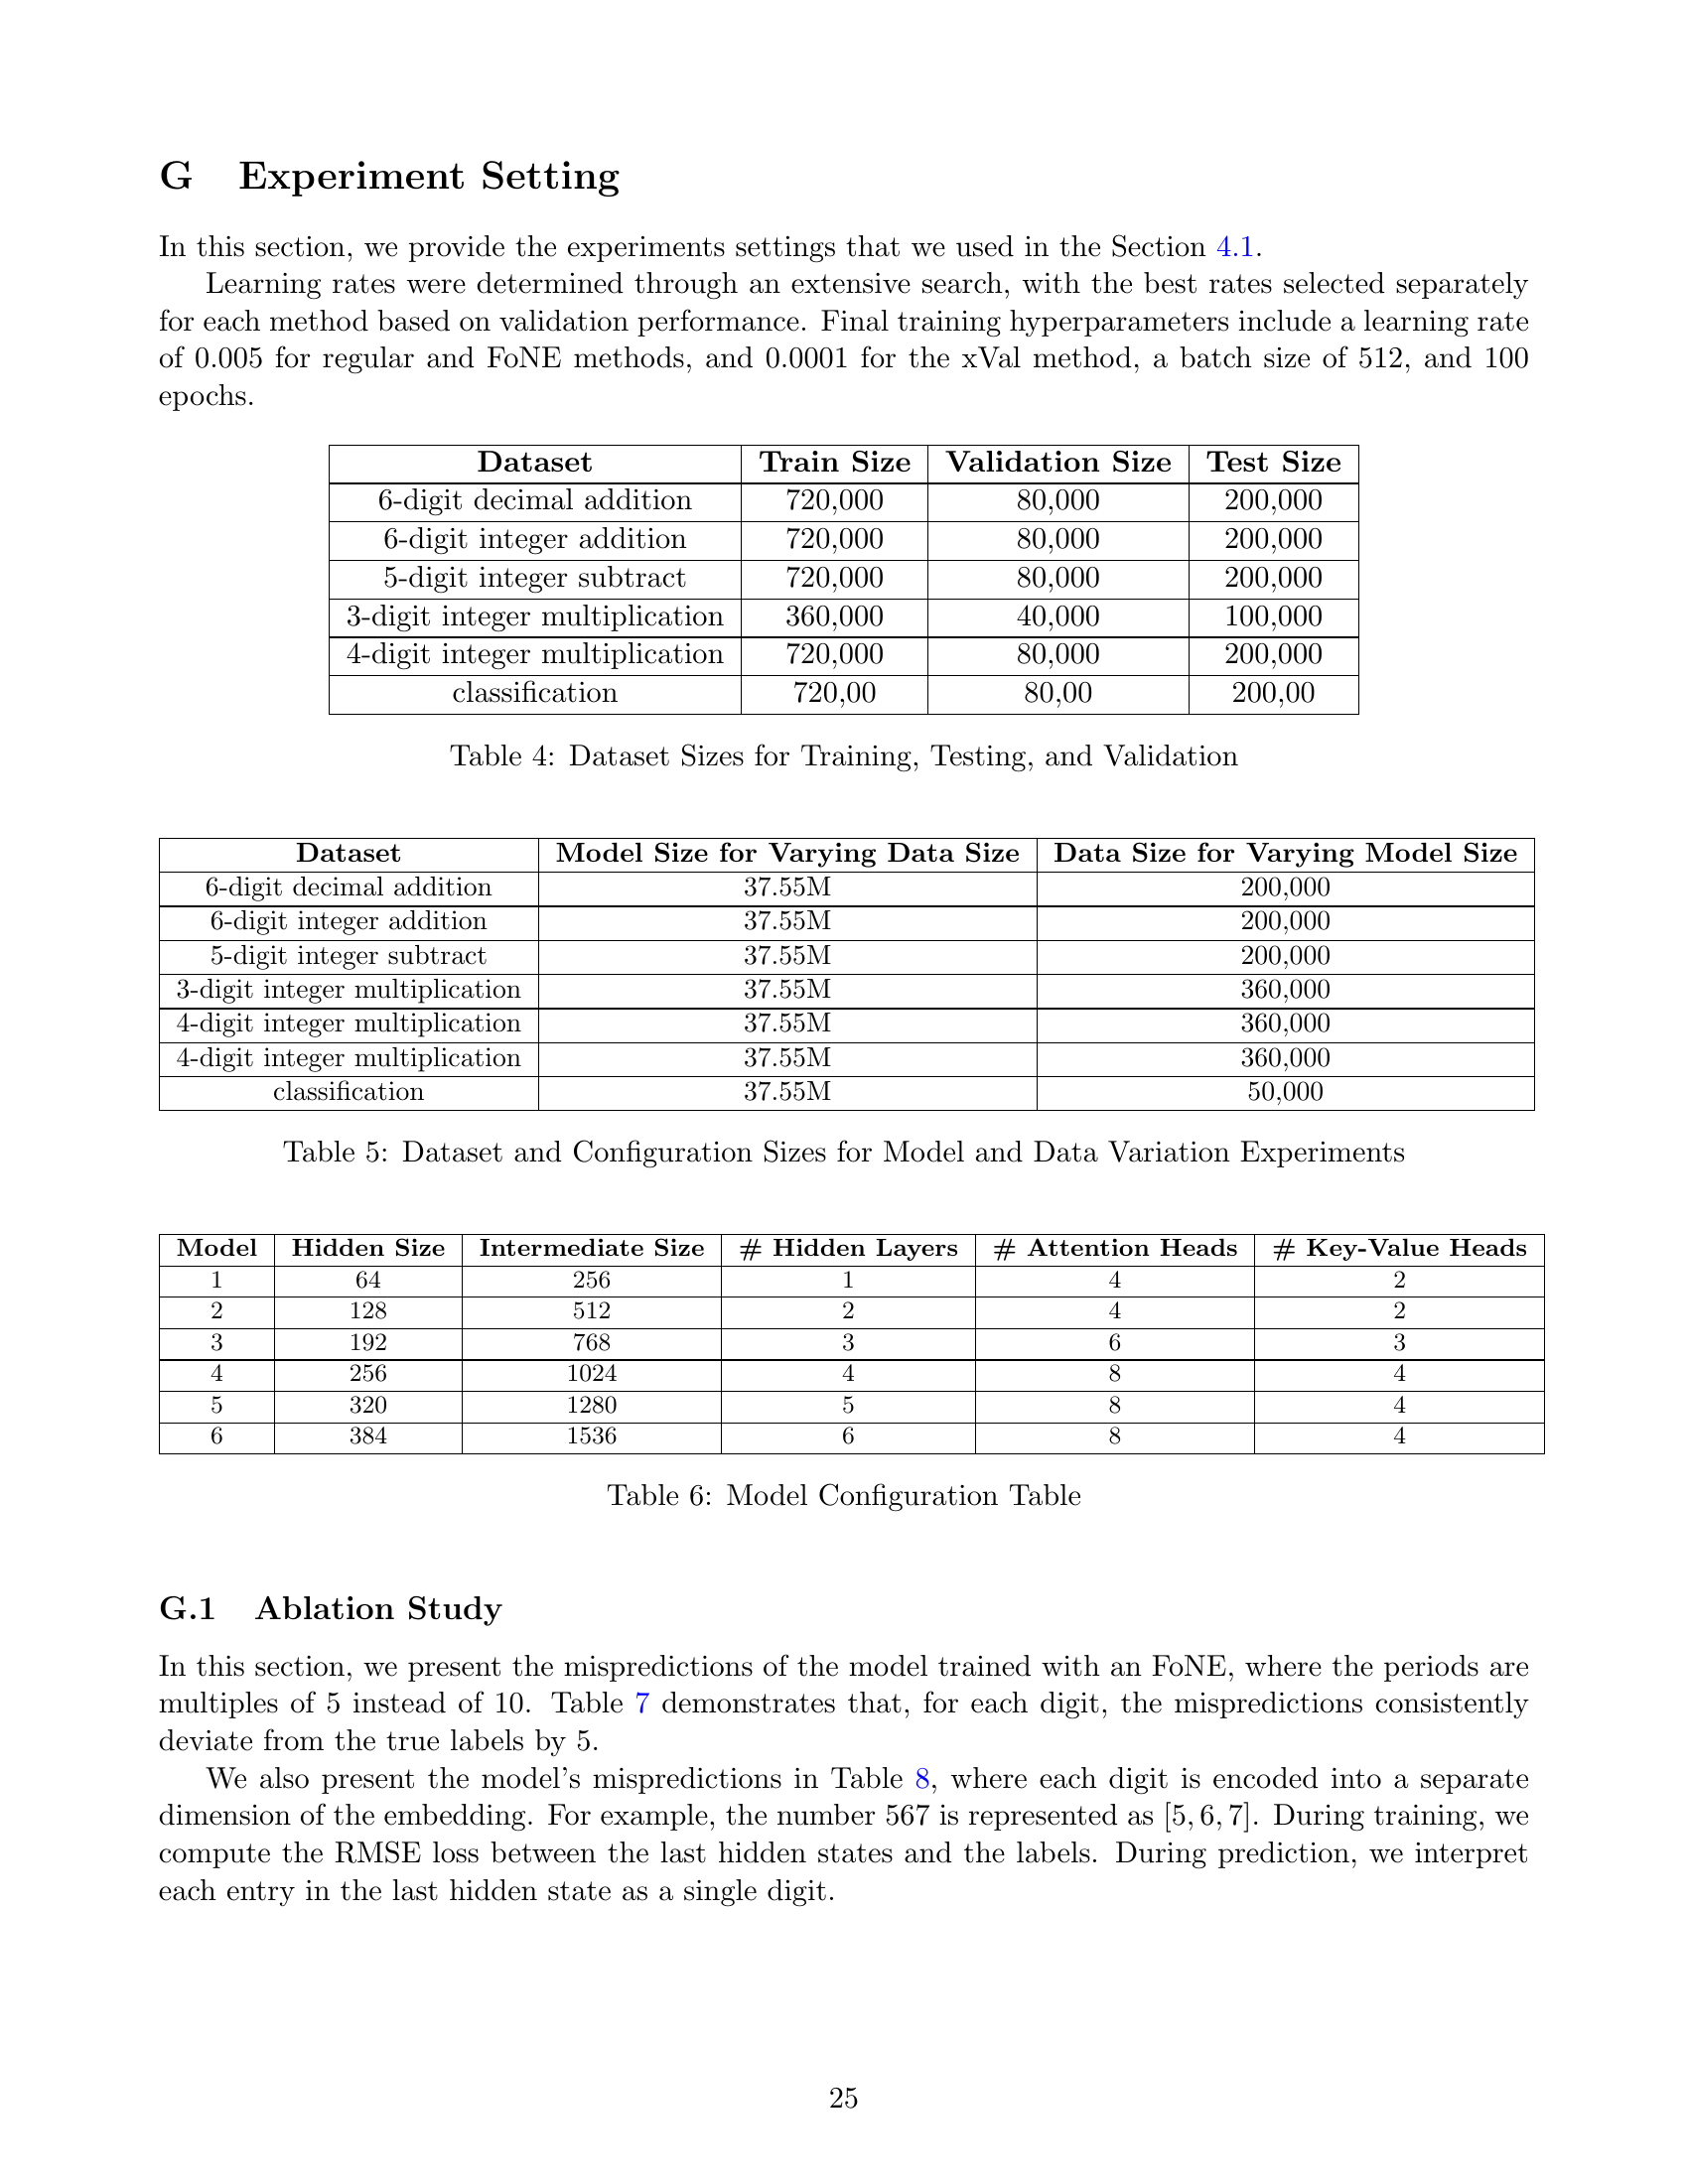 G Experiment Setting
In this section, we provide the experiments settings that we used in the Section 4.1.
Learning rates were determined through an extensive search, with the best rates selected separately
for each method based on validation performance. Final training hyperparameters include a learning rate
of 0.005 for regular and FoNE methods, and 0.0001 for the xVal method, a batch size of 512, and 100
epochs.
Dataset Train Size Validation Size Test Size
6-digit decimal addition 720,000 80,000 200,000
6-digit integer addition 720,000 80,000 200,000
5-digit integer subtract 720,000 80,000 200,000
3-digit integer multiplication 360,000 40,000 100,000
4-digit integer multiplication 720,000 80,000 200,000
classification 720,00 80,00 200,00
Table 4: Dataset Sizes for Training, Testing, and Validation
Dataset Model Size for Varying Data Size Data Size for Varying Model Size
6-digit decimal addition 37.55M 200,000
6-digit integer addition 37.55M 200,000
5-digit integer subtract 37.55M 200,000
3-digit integer multiplication 37.55M 360,000
4-digit integer multiplication 37.55M 360,000
4-digit integer multiplication 37.55M 360,000
classification 37.55M 50,000
Table 5: Dataset and Configuration Sizes for Model and Data Variation Experiments
Model Hidden Size Intermediate Size # Hidden Layers # Attention Heads # Key-Value Heads
1 64 256 1 4 2
2 128 512 2 4 2
3 192 768 3 6 3
4 256 1024 4 8 4
5 320 1280 5 8 4
6 384 1536 6 8 4
Table 6: Model Configuration Table
G.1 Ablation Study
In this section, we present the mispredictions of the model trained with an FoNE, where the periods are
multiples of 5 instead of 10. Table 7 demonstrates that, for each digit, the mispredictions consistently
deviate from the true labels by 5.
We also present the model's mispredictions in Table 8, where each digit is encoded into a separate
dimension of the embedding. For example, the number 567 is represented as [5, 6, 7]. During training, we
compute the RMSE loss between the last hidden states and the labels. During prediction, we interpret
each entry in the last hidden state as a single digit.
25